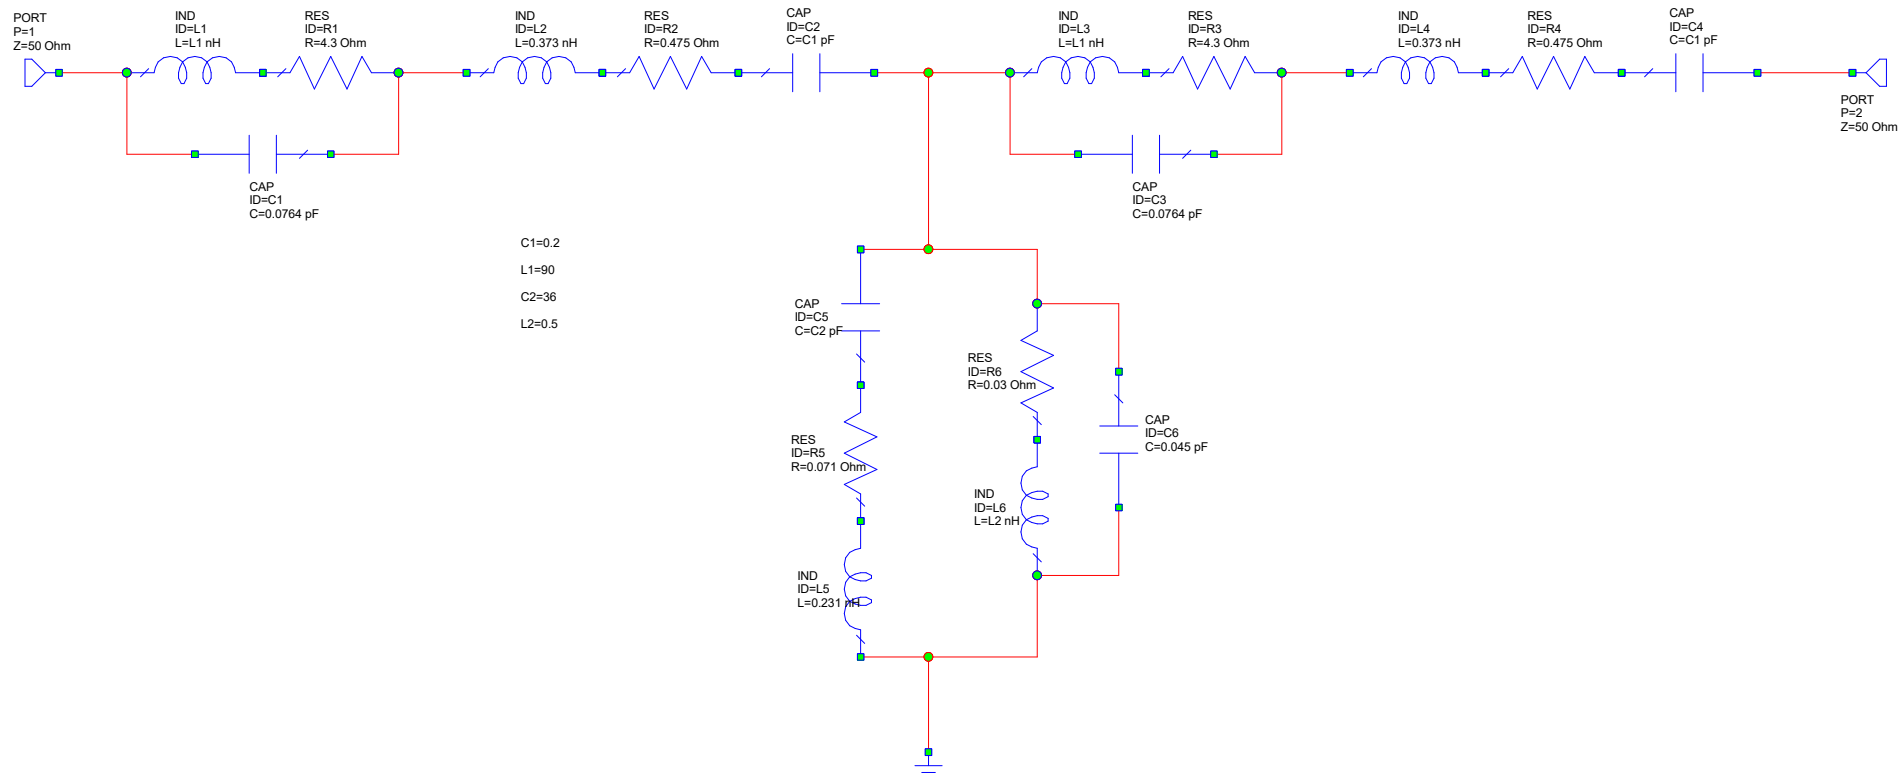 PORT
P=1
Z=50 Ohm
IND
ID=L1
L=L1 nH
RES
ID=R1
R=4.3 Ohm
IND
ID=L2
L=0.373 nH
RES
ID=R2
R=0.475 Ohm
CAP
ID=C2
C=C1 pF
IND
ID=L3
L=L1 nH
RES
ID=R3
R=4.3 Ohm
IND
ID=L4
L=0.373 nH
RES
ID=R4
R=0.475 Ohm
CAP
ID=C4
C=C1 pF
PORT
P=2
Z=50 Ohm
CAP
ID=C1
C=0.0764 pF
CAP
ID=C3
C=0.0764 pF
C1=0.2
L1=90
C2=36
L2=0.5
CAP
ID=C5
C=C2 pF
RES
ID=R6
R=0.03 Ohm
CAP
ID=C6
C=0.045 pF
RES
ID=R5
R=0.071 Ohm
IND
ID=L6
L=L2 nH
IND
ID=L5
L=0.231 nH